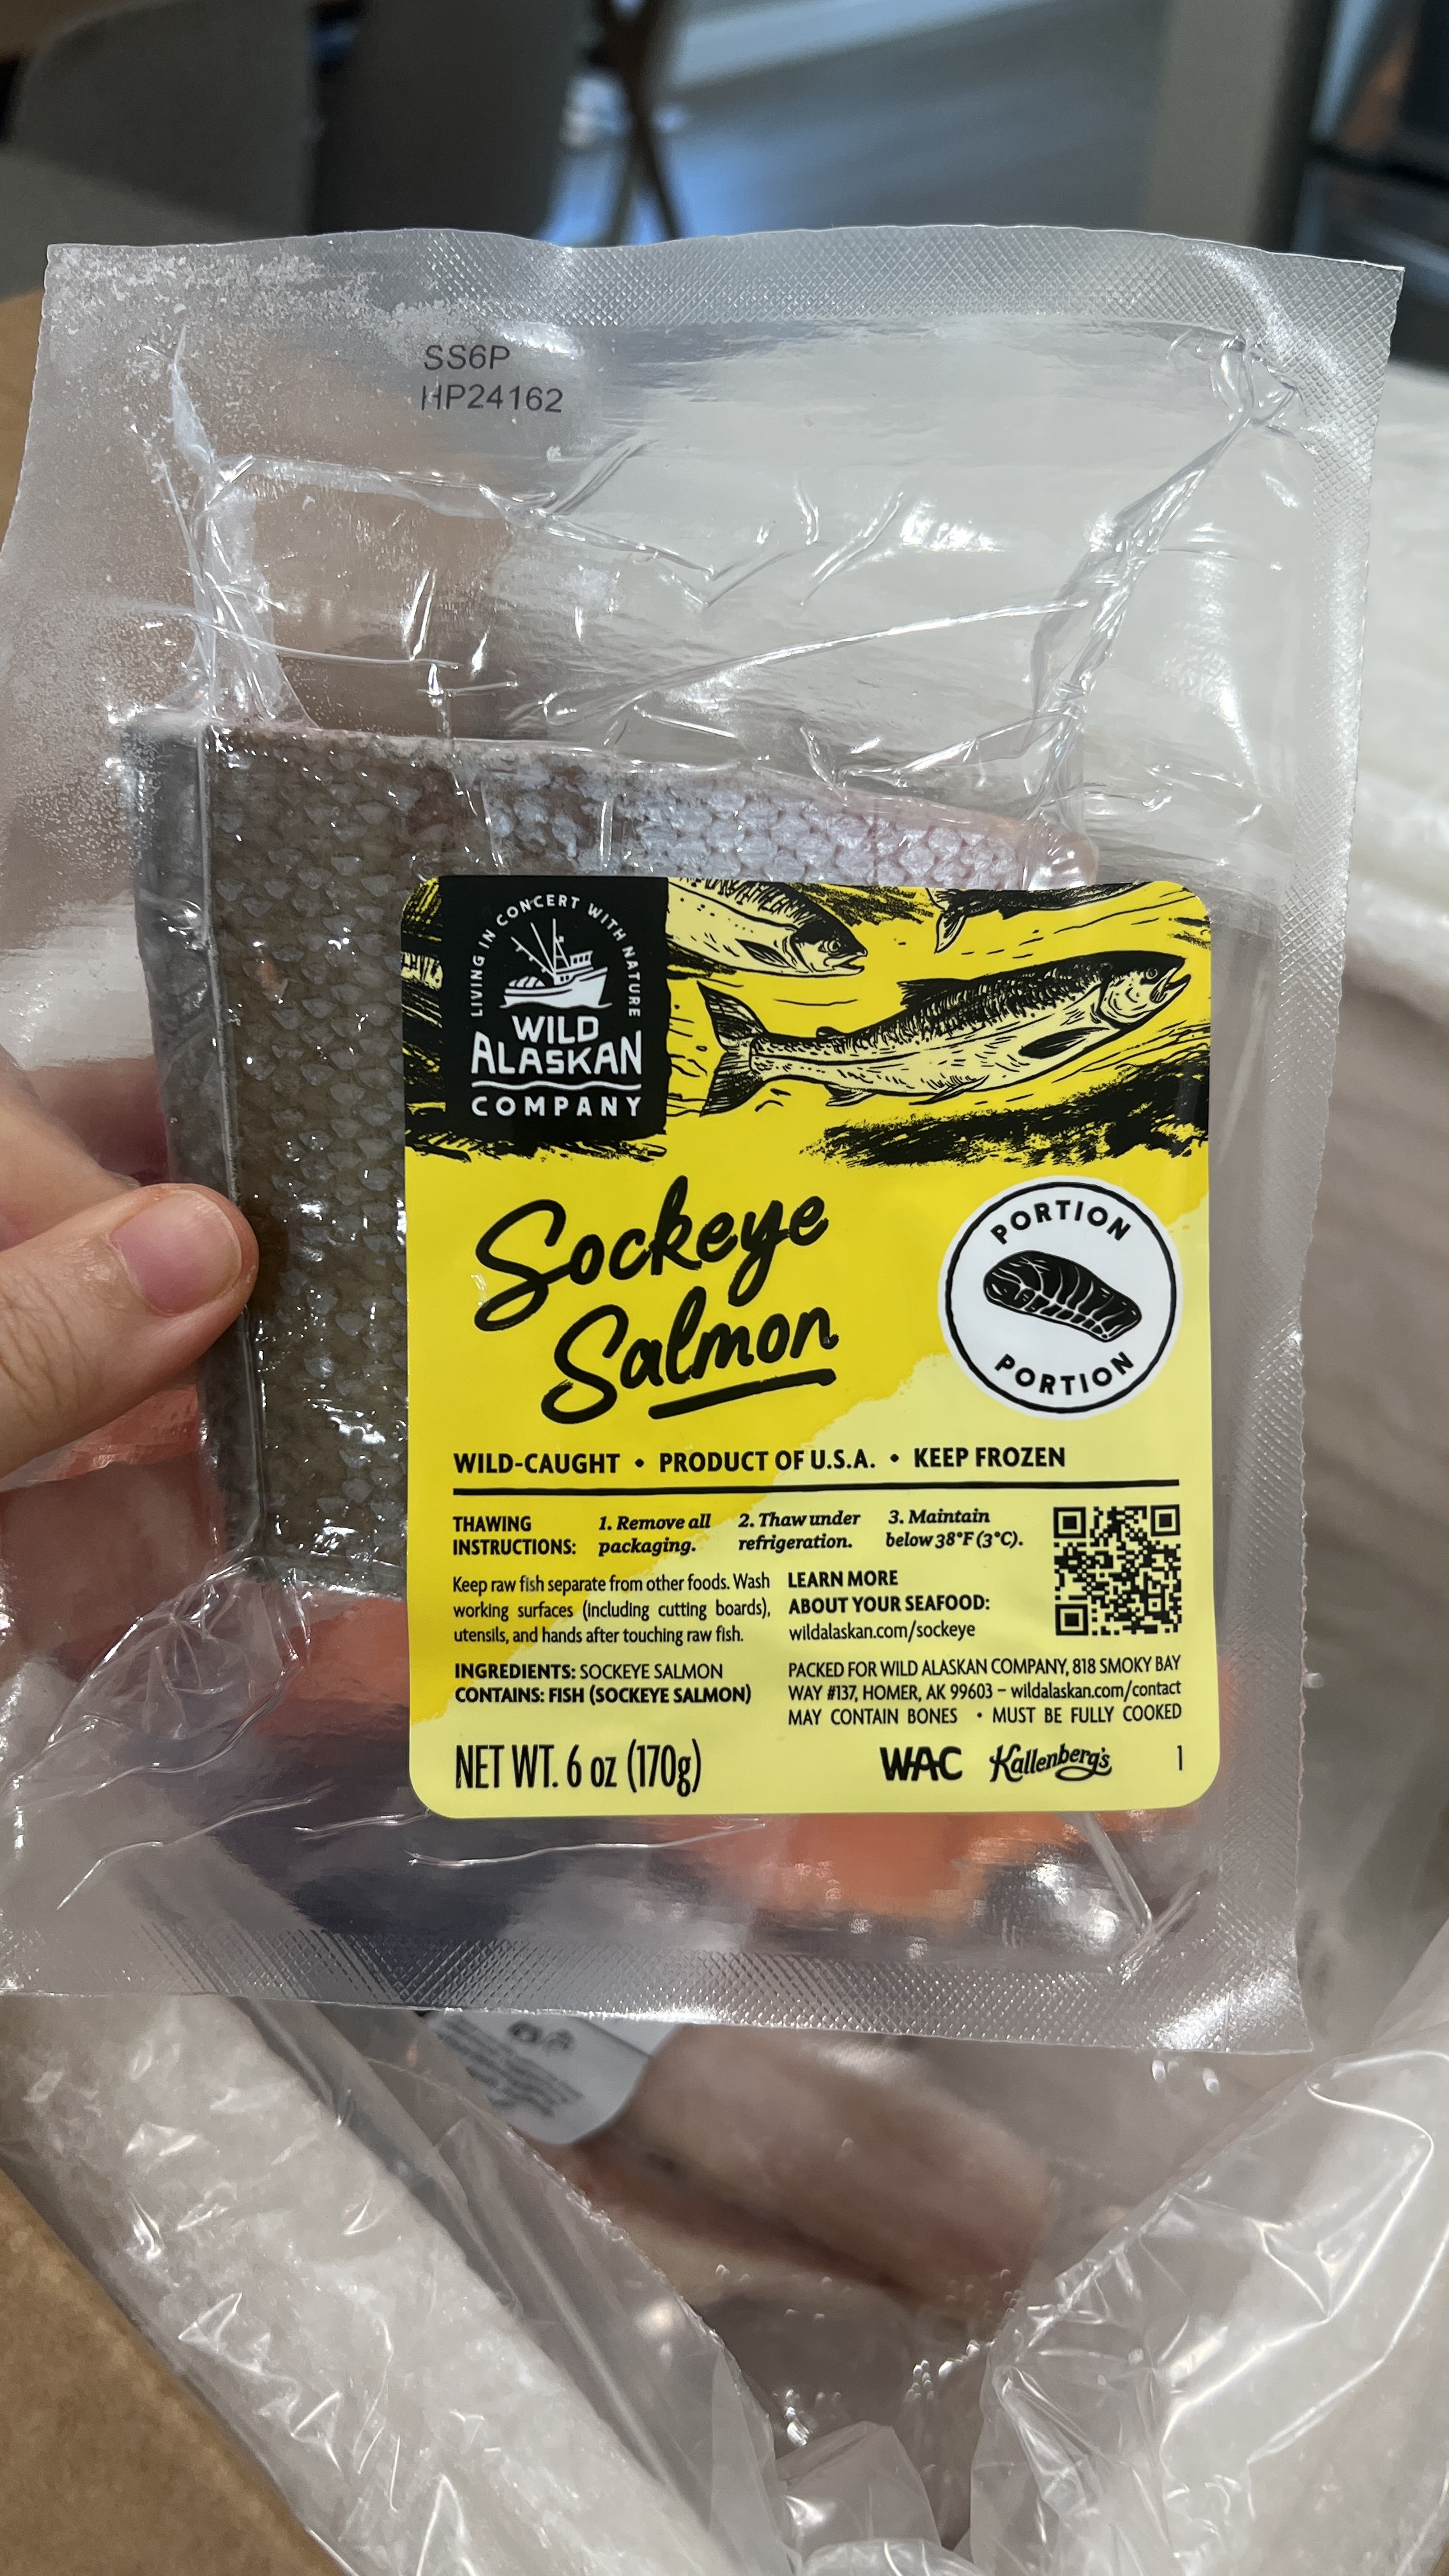 SS6P
HP24162
LIVING IN CONCERT WITH NATURE
WILD
ALASKAN
COMPANY
Sockeye
Salmon
PORTION
PORTION
WILD-CAUGHT • PRODUCT OF U.S.A. • KEEP FROZEN
THAWING
INSTRUCTIONS:
1. Remove all
packaging.
2. Thaw under
refrigeration.
3. Maintain
below 38°F (3°C).
Keep raw fish separate from other foods. Wash
working surfaces (including cutting boards),
utensils, and hands after touching raw fish.
LEARN MORE
ABOUT YOUR SEAFOOD:
wildalaskan.com/sockeye
INGREDIENTS: SOCKEYE SALMON
CONTAINS: FISH (SOCKEYE SALMON)
PACKED FOR WILD ALASKAN COMPANY, 818 SMOKY BAY
WAY #137, HOMER, AK 99603 – wildalaskan.com/contact
MAY CONTAIN BONES • MUST BE FULLY COOKED
NET WT. 6 oz (170g)
WAC Kallenberg's 1